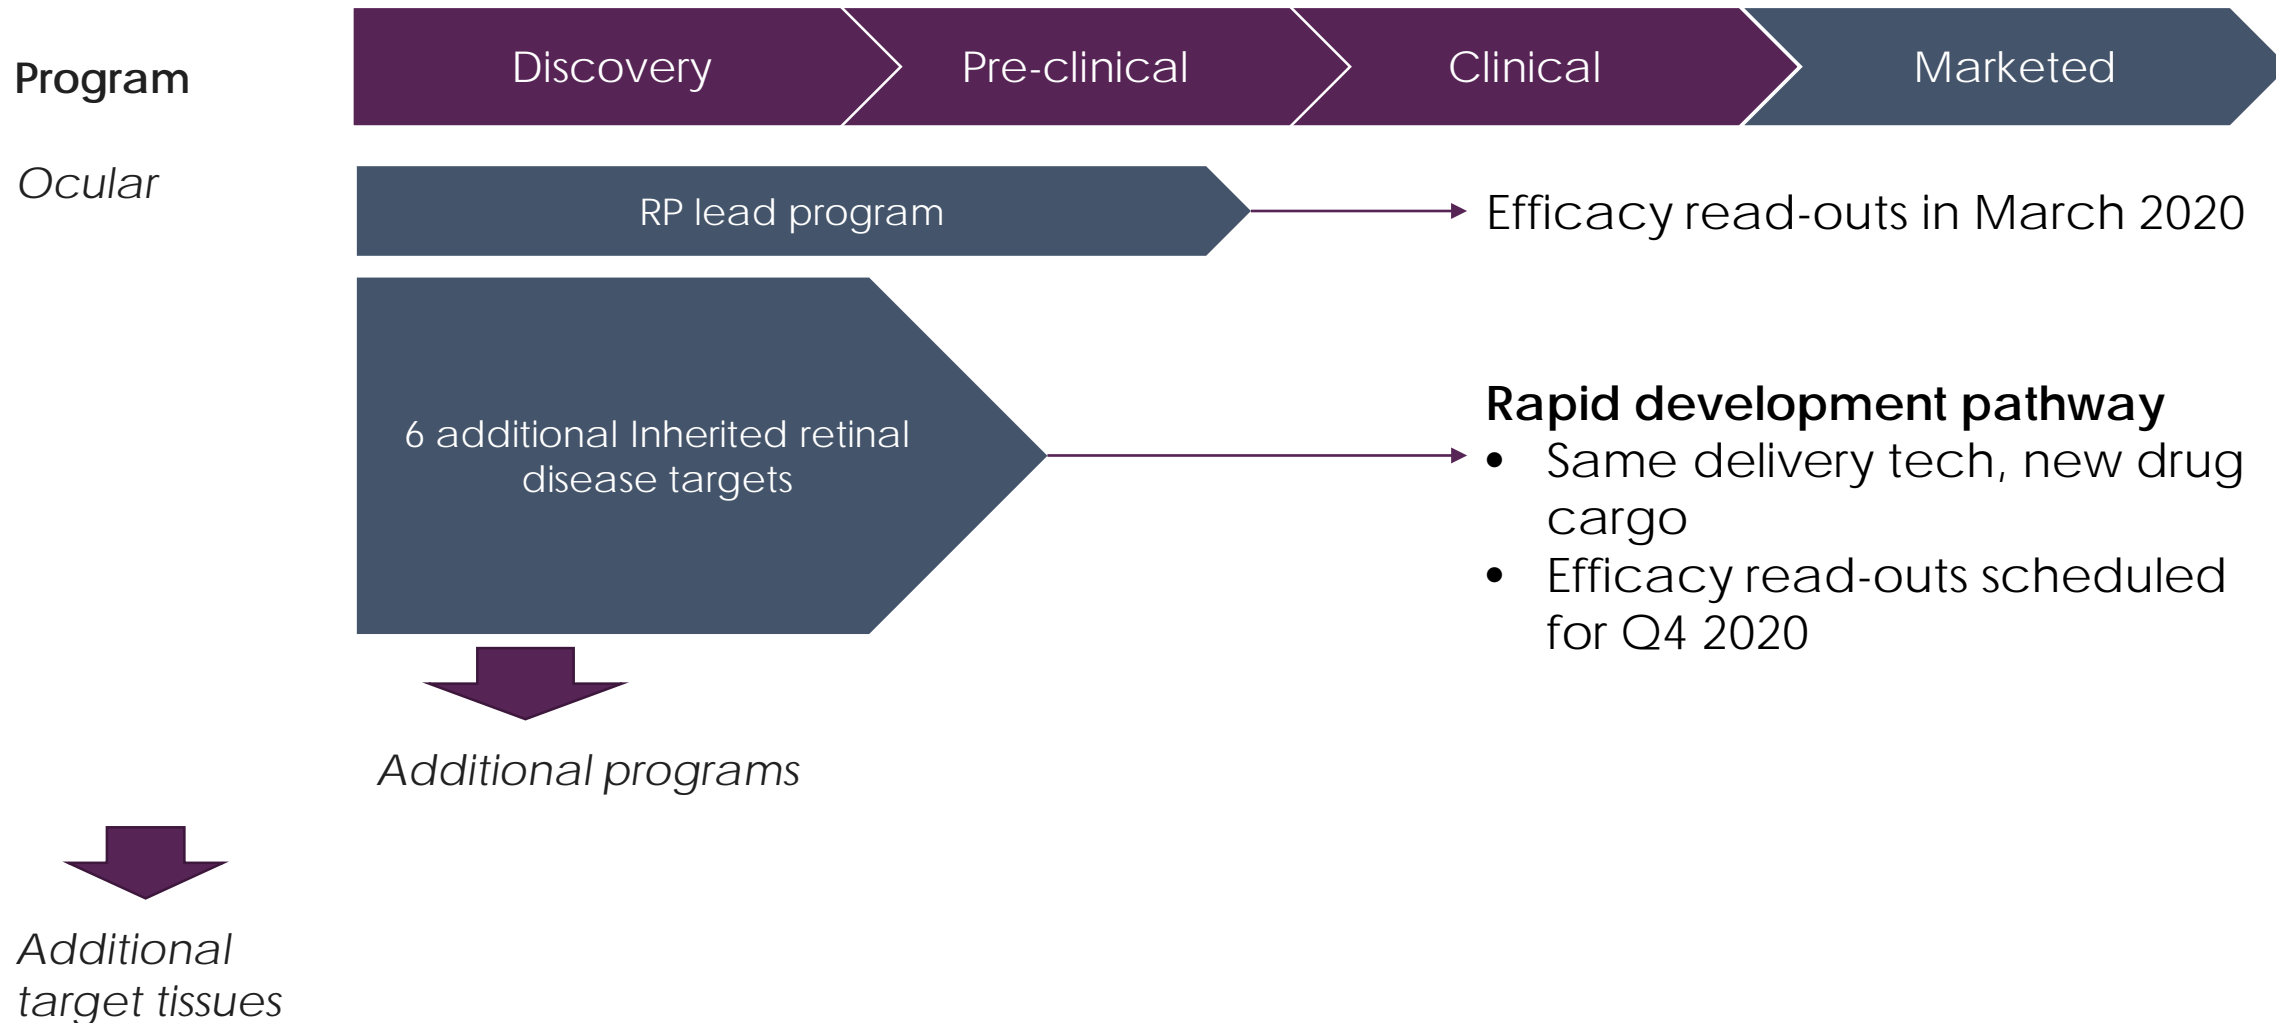 Program
Discovery
Pre-clinical
Clinical
Marketed
Ocular
RP lead program
Efficacy read-outs in March 2020
6 additional Inherited retinal
disease targets
Rapid development pathway
• Same delivery tech, new drug
cargo
• Efficacy read-outs scheduled
for Q4 2020
Additional programs
Additional
target tissues